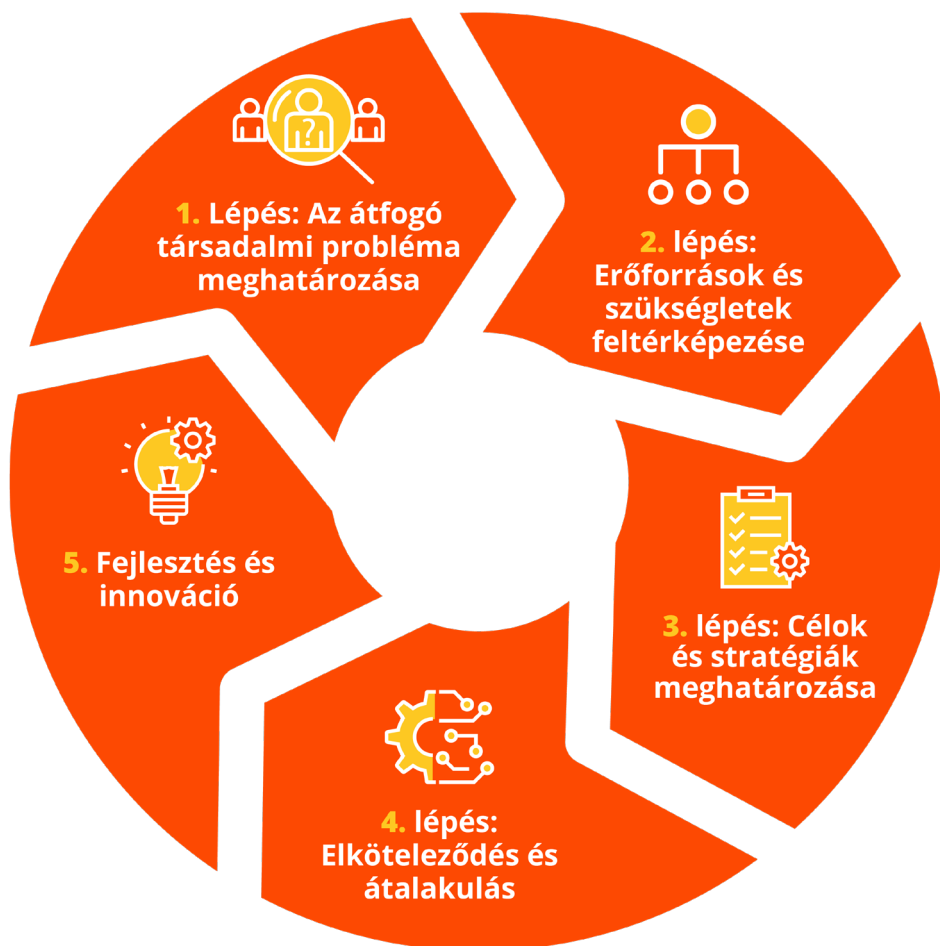 ?
1. Lépés: Az átfogó
társadalmi probléma
meghatározása
2. lépés:
Erőforrások és
szükségletek
feltérképezése
3. lépés: Célok
és stratégiák
meghatározása
4. lépés:
Elköteleződés és
átalakulás
5. Fejlesztés és
innováció